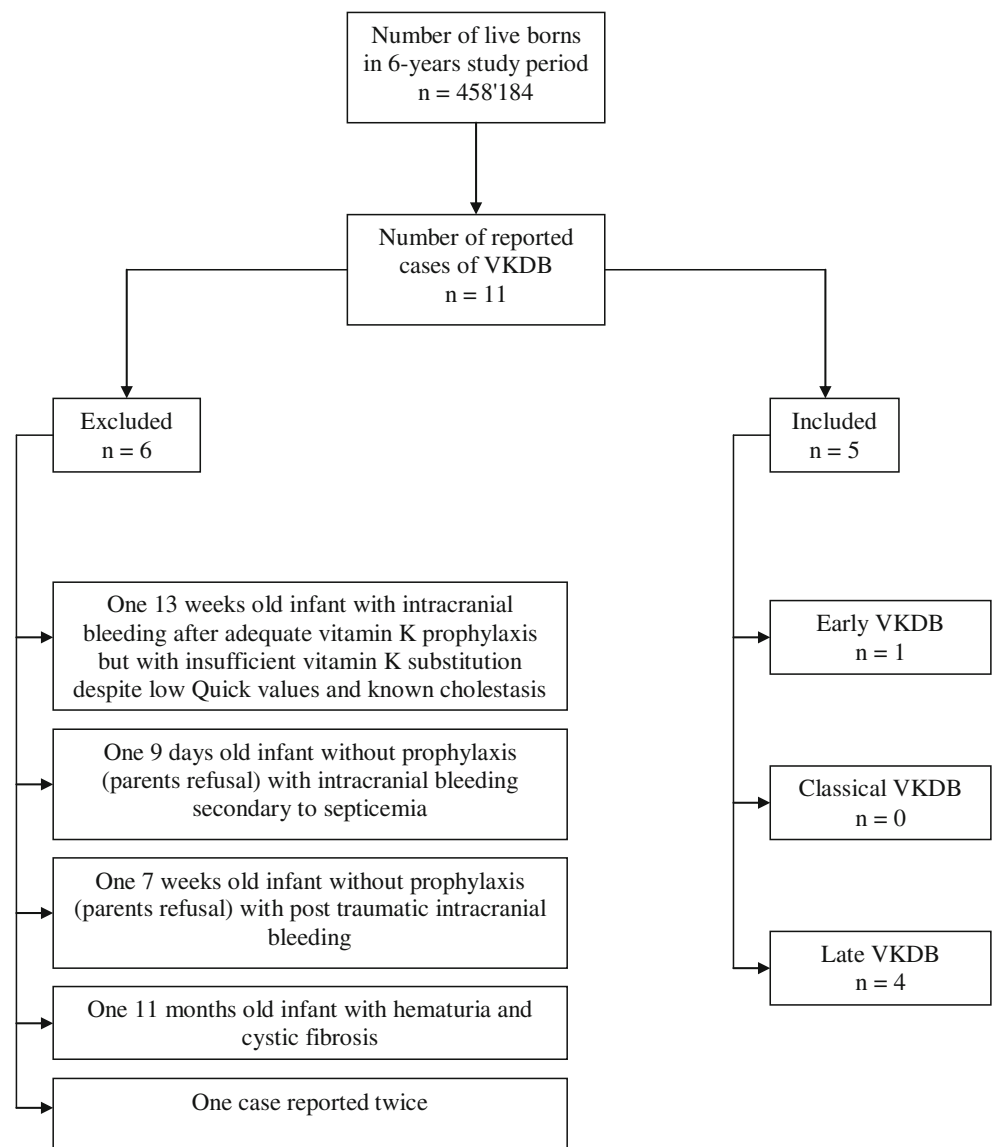 Number of live borns
in 6-years study period
n = 458'184
Number of reported
cases of VKDB
n = 11
Excluded
n = 6
Included
n = 5
One 13 weeks old infant with intracranial
bleeding after adequate vitamin K prophylaxis
but with insufficient vitamin K substitution
despite low Quick values and known cholestasis
One 9 days old infant without prophylaxis
(parents refusal) with intracranial bleeding
secondary to septicemia
One 7 weeks old infant without prophylaxis
(parents refusal) with post traumatic intracranial
bleeding
One 11 months old infant with hematuria and
cystic fibrosis
One case reported twice
Early VKDB
n = 1
Classical VKDB
n = 0
Late VKDB
n = 4